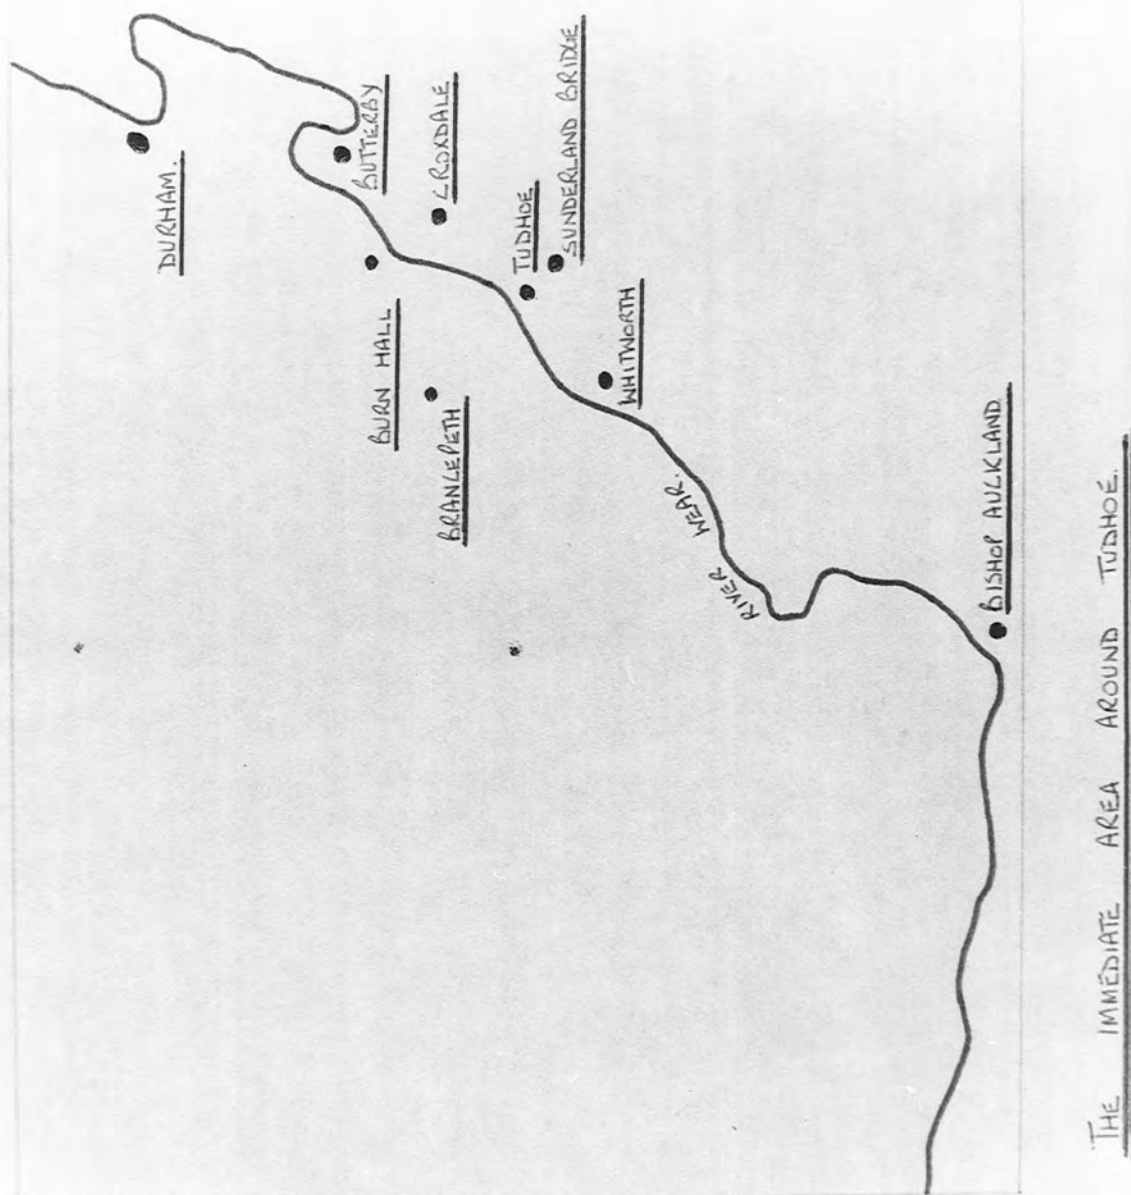 DURHAM.
BUTTERBY
CROXDALE
BURN HALL
BRANCEPETH
TUDHOE
SUNDERLAND BRIDGE
WHITWORTH
RIVER WEAR.
BISHOP AUCKLAND
THE IMMEDIATE AREA AROUND TUDHOE.